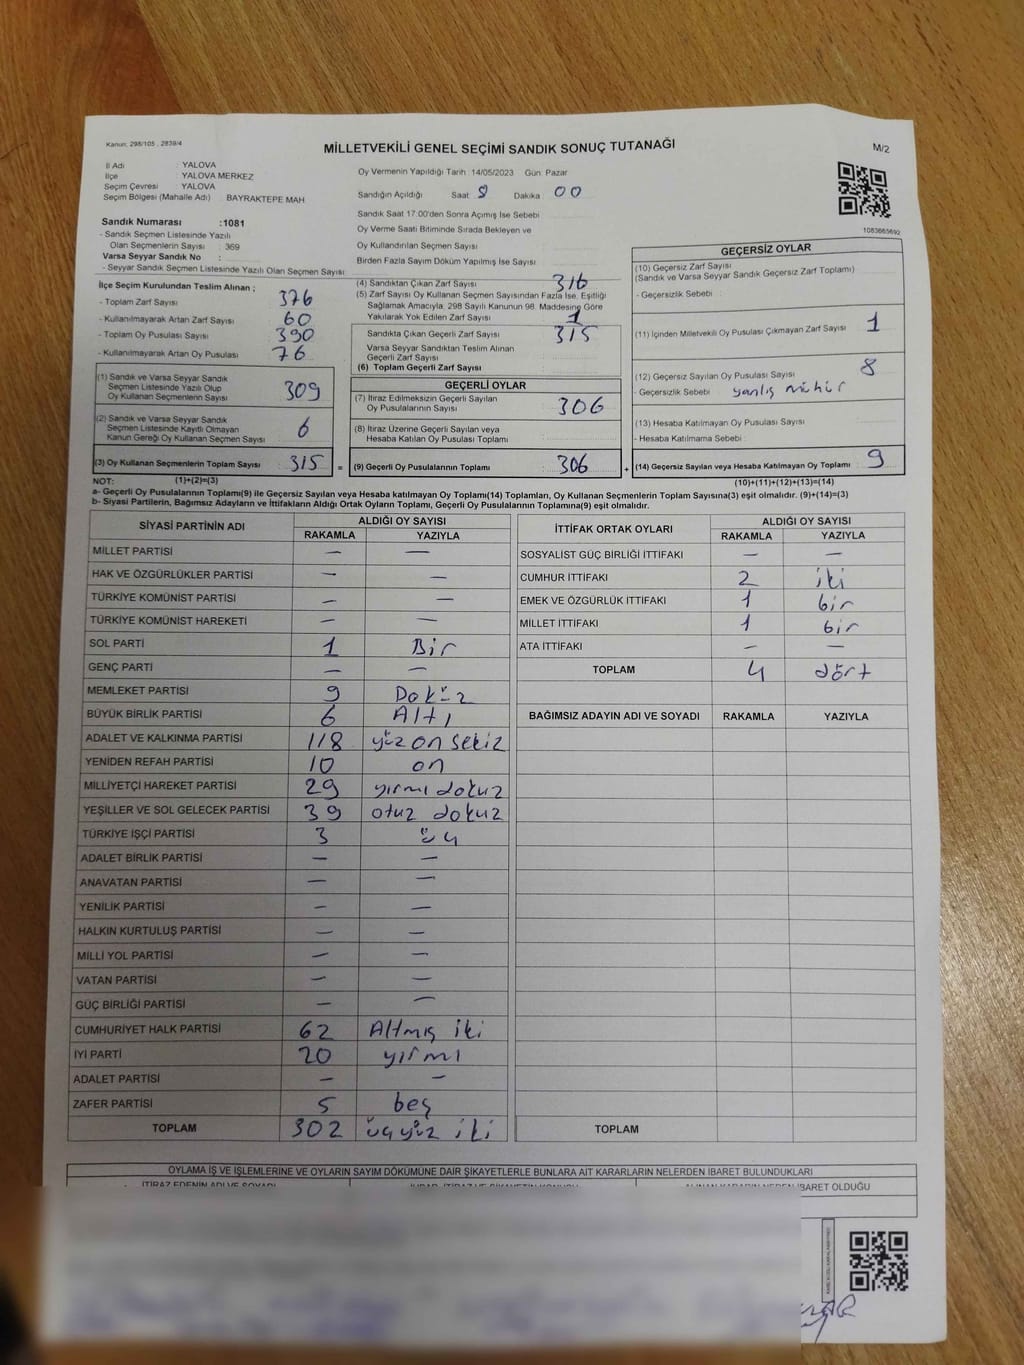 Kanun; 298/105 , 2839/4
MİLLETVEKİLİ GENEL SEÇİMİ SANDIK SONUÇ TUTANAĞI
M/2
İl Adı : YALOVA
İlçe : YALOVA MERKEZ
Seçim Çevresi : YALOVA
Seçim Bölgesi (Mahalle Adı) : BAYRAKTEPE MAH
Oy Vermenin Yapıldığı Tarih :14/05/2023 Gün: Pazar
Sandığın Açıldığı Saat : 9 Dakika : 00
Sandık Saat 17:00'den Sonra Açımış İse Sebebi
Oy Verme Saati Bitiminde Sırada Bekleyen ve
Oy Kullandırılan Seçmen Sayısı
Birden Fazla Sayım Döküm Yapılmış İse Sayısı
1083665692
Sandık Numarası :1081
- Sandık Seçmen Listesinde Yazılı
Olan Seçmenlerin Sayısı : 369
Varsa Seyyar Sandık No :
- Seyyar Sandık Seçmen Listesinde Yazılı Olan Seçmen Sayısı:
İlçe Seçim Kurulundan Teslim Alınan ;
- Toplam Zarf Sayısı : 376
- Kullanılmayarak Artan Zarf Sayısı : 60
- Toplam Oy Pusulası Sayısı : 390
- Kullanılmayarak Artan Oy Pusulası : 76
(1) Sandık ve Varsa Seyyar Sandık
Seçmen Listesinde Yazılı Olup
Oy Kullanan Seçmenlerin Sayısı : 309
(2) Sandık ve Varsa Seyyar Sandık
Seçmen Listesinde Kayıtlı Olmayan
Kanun Gereği Oy Kullanan Seçmen Sayısı : 6
(3) Oy Kullanan Seçmenlerin Toplam Sayısı : 315 =
(4) Sandıktan Çıkan Zarf Sayısı : 316
(5) Zarf Sayısı Oy Kullanan Seçmen Sayısından Fazla İse, Eşitliği
Sağlamak Amacıyla; 298 Sayılı Kanunun 98. Maddesine Göre
Yakılarak Yok Edilen Zarf Sayısı : 1
Sandıkta Çıkan Geçerli Zarf Sayısı : 315
Varsa Seyyar Sandıktan Teslim Alınan
Geçerli Zarf Sayısı
(6) Toplam Geçerli Zarf Sayısı :
GEÇERLİ OYLAR
(7) İtiraz Edilmeksizin Geçerli Sayılan
Oy Pusulalarının Sayısı : 306
(8) İtiraz Üzerine Geçerli Sayılan veya
Hesaba Katılan Oy Pusulası Toplamı :
(9) Geçerli Oy Pusulalarının Toplamı : 306 +
GEÇERSİZ OYLAR
(10) Geçersiz Zarf Sayısı
(Sandık ve Varsa Seyyar Sandık Geçersiz Zarf Toplamı)
- Geçersizlik Sebebi :
(11) İçinden Milletvekili Oy Pusulası Çıkmayan Zarf Sayısı : 1
(12) Geçersiz Sayılan Oy Pusulası Sayısı : 8
- Geçersizlik Sebebi : yanlış mühür
(13) Hesaba Katılmayan Oy Pusulası Sayısı :
- Hesaba Katılmama Sebebi :
(14) Geçersiz Sayılan veya Hesaba Katılmayan Oy Toplamı : 9
NOT: (1)+(2)=(3)
(10)+(11)+(12)+(13)=(14)
a- Geçerli Oy Pusulalarının Toplamı(9) ile Geçersiz Sayılan veya Hesaba katılmayan Oy Toplamı(14) Toplamları, Oy Kullanan Seçmenlerin Toplam Sayısına(3) eşit olmalıdır. (9)+(14)=(3)
b- Siyasi Partilerin, Bağımsız Adayların ve İttifakların Aldığı Ortak Oyların Toplamı, Geçerli Oy Pusulalarının Toplamına(9) eşit olmalıdır.
SİYASİ PARTİNİN ADI ALDIĞI OY SAYISI
RAKAMLA YAZIYLA
MİLLET PARTİSİ — —
HAK VE ÖZGÜRLÜKLER PARTİSİ — —
TÜRKİYE KOMÜNİST PARTİSİ — —
TÜRKİYE KOMÜNİST HAREKETİ — —
SOL PARTİ 1 Bir
GENÇ PARTİ — —
MEMLEKET PARTİSİ 9 Dokuz
BÜYÜK BİRLİK PARTİSİ 6 Altı
ADALET VE KALKINMA PARTİSİ 118 yüz on sekiz
YENİDEN REFAH PARTİSİ 10 on
MİLLİYETÇİ HAREKET PARTİSİ 29 yırmı dokuz
YEŞİLLER VE SOL GELECEK PARTİSİ 39 otuz dokuz
TÜRKİYE İŞÇİ PARTİSİ 3 üç
ADALET BİRLİK PARTİSİ — —
ANAVATAN PARTİSİ — —
YENİLİK PARTİSİ — —
HALKIN KURTULUŞ PARTİSİ — —
MİLLİ YOL PARTİSİ — —
VATAN PARTİSİ — —
GÜÇ BİRLİĞİ PARTİSİ — —
CUMHURİYET HALK PARTİSİ 62 Altmış iki
İYİ PARTİ 20 yırmı
ADALET PARTİSİ — —
ZAFER PARTİSİ 5 beş
TOPLAM 302 üçyüz iki
İTTİFAK ORTAK OYLARI ALDIĞI OY SAYISI
RAKAMLA YAZIYLA
SOSYALİST GÜÇ BİRLİĞİ İTTİFAKI — —
CUMHUR İTTİFAKI 2 iki
EMEK VE ÖZGÜRLÜK İTTİFAKI 1 bir
MİLLET İTTİFAKI 1 bir
ATA İTTİFAKI — —
TOPLAM 4 dört
BAĞIMSIZ ADAYIN ADI VE SOYADI RAKAMLA YAZIYLA
TOPLAM
OYLAMA İŞ VE İŞLEMLERİNE VE OYLARIN SAYIM DÖKÜMÜNE DAİR ŞİKAYETLERLE BUNLARA AİT KARARLARIN NELERDEN İBARET BULUNDUKLARI
İTİRAZ EDENİN ADI VE SOYADI
ALINAN KARARIN NEDEN İBARET OLDUĞU